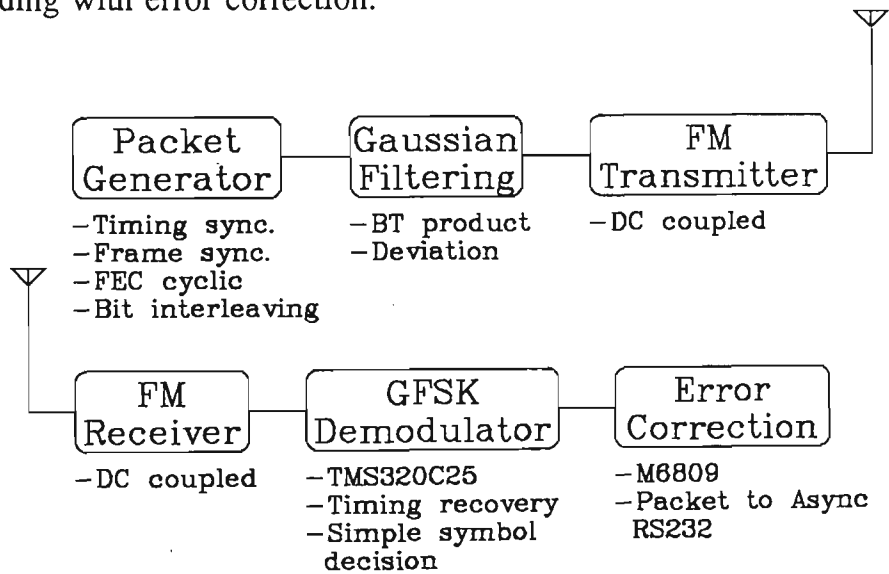 ding with error correction.
Packet
Generator
-Timing sync.
-Frame sync.
-FEC cyclic
-Bit interleaving
Gaussian
Filtering
-BT product
-Deviation
FM
Transmitter
-DC coupled
FM
Receiver
-DC coupled
GFSK
Demodulator
-TMS320C25
-Timing recovery
-Simple symbol
decision
Error
Correction
-M6809
-Packet to Async
RS232